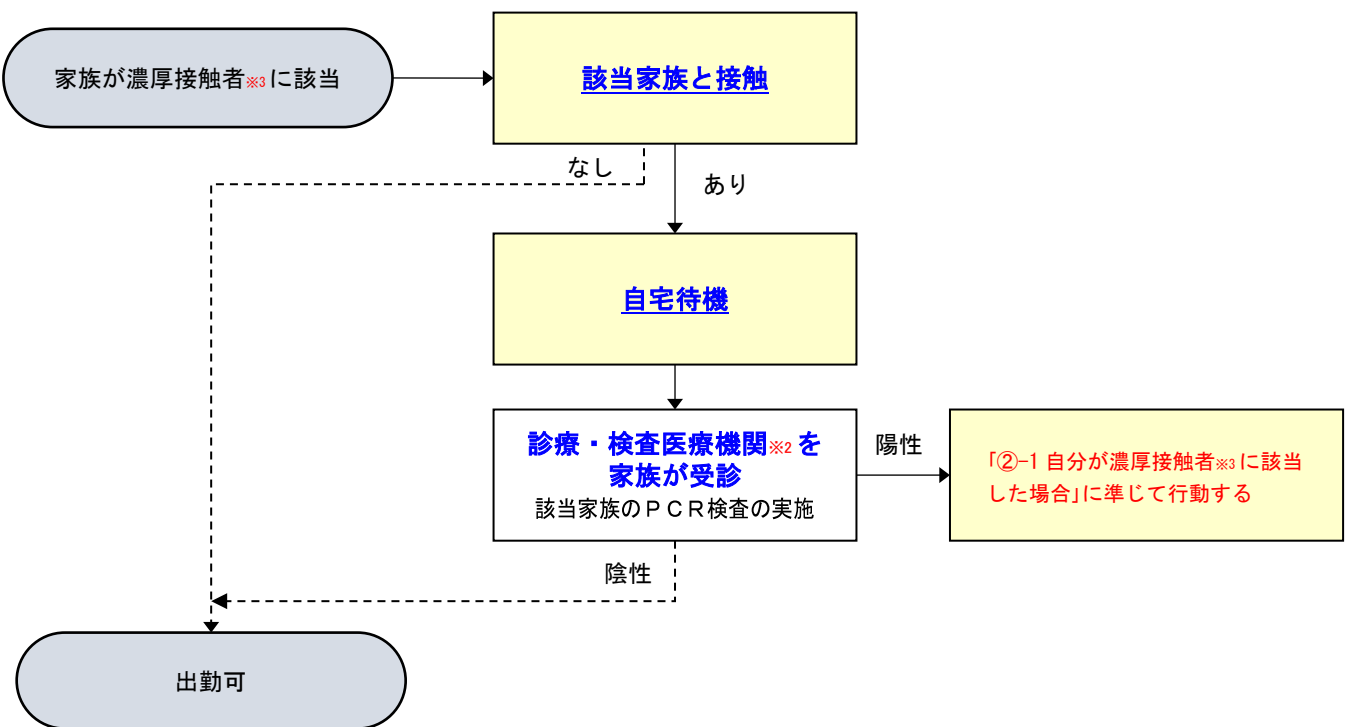 家族が濃厚接触者※3に該当
該当家族と接触
なし
あり
自宅待機
診療・検査医療機関※2を
家族が受診
該当家族のPCR検査の実施
陽性
「②-1 自分が濃厚接触者※3に該当
した場合」に準じて行動する
陰性
出勤可